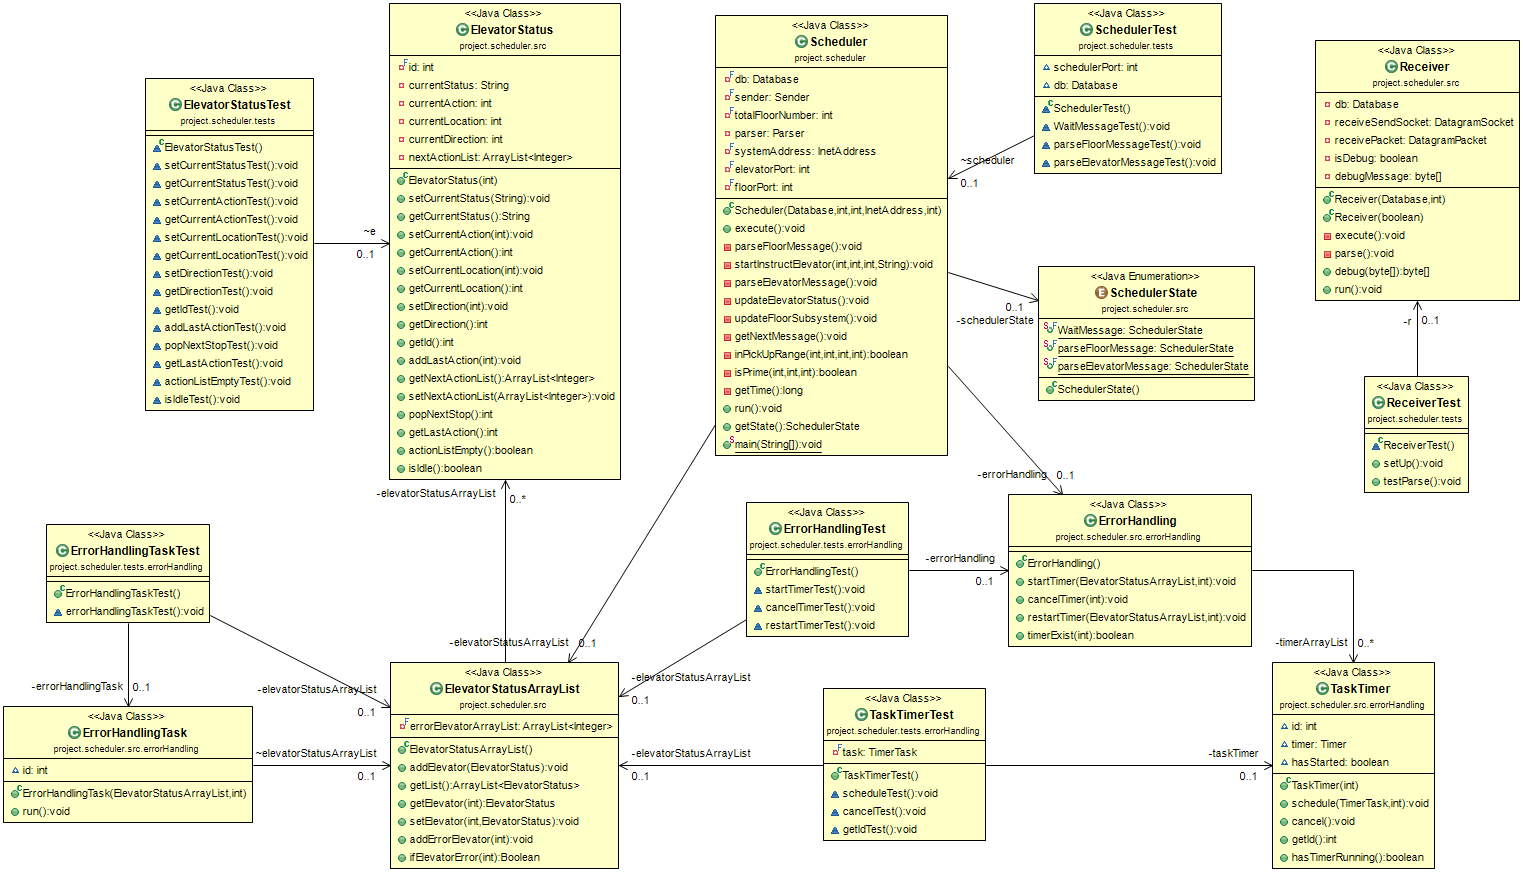 <<Java Class>>
ElevatorStatusTest
project.scheduler.tests
ElevatorStatusTest()
setCurrentStatusTest():void
getCurrentStatusTest():void
setCurrentActionTest():void
getCurrentActionTest():void
setCurrentLocationTest():void
getCurrentLocationTest():void
setDirectionTest():void
getDirectionTest():void
getIdTest():void
addLastActionTest():void
popNextStopTest():void
getLastActionTest():void
actionListEmptyTest():void
isIdleTest():void
~e
0..1
<<Java Class>>
ElevatorStatus
project.scheduler.src
id: int
currentStatus: String
currentAction: int
currentLocation: int
currentDirection: int
nextActionList: ArrayList<Integer>
ElevatorStatus(int)
setCurrentStatus(String):void
getCurrentStatus():String
setCurrentAction(int):void
getCurrentAction():int
setCurrentLocation(int):void
getCurrentLocation():int
setDirection(int):void
getDirection():int
getId():int
addLastAction(int):void
getNextActionList():ArrayList<Integer>
setNextActionList(ArrayList<Integer>):void
popNextStop():int
getLastAction():int
actionListEmpty():boolean
isIdle():boolean
-elevatorStatusArrayList
0..*
<<Java Class>>
Scheduler
project.scheduler
db: Database
sender: Sender
totalFloorNumber: int
parser: Parser
systemAddress: InetAddress
elevatorPort: int
floorPort: int
Scheduler(Database,int,int,InetAddress,int)
execute():void
parseFloorMessage():void
startInstructElevator(int,int,int,String):void
parseElevatorMessage():void
updateElevatorStatus():void
updateFloorSubsystem():void
getNextMessage():void
inPickUpRange(int,int,int,int):boolean
isPrime(int,int,int):boolean
getTime():long
run():void
getState():SchedulerState
main(String[]):void
<<Java Class>>
SchedulerTest
project.scheduler.tests
schedulerPort: int
db: Database
SchedulerTest()
WaitMessageTest():void
parseFloorMessageTest():void
parseElevatorMessageTest():void
~scheduler
0..1
<<Java Class>>
Receiver
project.scheduler.src
db: Database
receiveSendSocket: DatagramSocket
receivePacket: DatagramPacket
isDebug: boolean
debugMessage: byte[]
Receiver(Database,int)
Receiver(boolean)
execute():void
parse():void
debug(byte[]):byte[]
run():void
-r
0..1
<<Java Enumeration>>
SchedulerState
project.scheduler.src
WaitMessage: SchedulerState
parseFloorMessage: SchedulerState
parseElevatorMessage: SchedulerState
SchedulerState()
0..1
-schedulerState
<<Java Class>>
ReceiverTest
project.scheduler.tests
ReceiverTest()
setUp():void
testParse():void
-errorHandling
0..1
<<Java Class>>
ErrorHandlingTaskTest
project.scheduler.tests.errorHandling
ErrorHandlingTaskTest()
errorHandlingTaskTest():void
-errorHandlingTask
0..1
-elevatorStatusArrayList
0..1
<<Java Class>>
ErrorHandlingTest
project.scheduler.tests.errorHandling
ErrorHandlingTest()
startTimerTest():void
cancelTimerTest():void
restartTimerTest():void
-errorHandling
0..1
<<Java Class>>
ErrorHandling
project.scheduler.src.errorHandling
ErrorHandling()
startTimer(ElevatorStatusArrayList,int):void
cancelTimer(int):void
restartTimer(ElevatorStatusArrayList,int):void
timerExist(int):boolean
-timerArrayList
0..*
-elevatorStatusArrayList
0..1
-elevatorStatusArrayList
0..1
<<Java Class>>
ErrorHandlingTask
project.scheduler.src.errorHandling
id: int
ErrorHandlingTask(ElevatorStatusArrayList,int)
run():void
~elevatorStatusArrayList
0..1
<<Java Class>>
ElevatorStatusArrayList
project.scheduler.src
errorElevatorArrayList: ArrayList<Integer>
ElevatorStatusArrayList()
addElevator(ElevatorStatus):void
getList():ArrayList<ElevatorStatus>
getElevator(int):ElevatorStatus
setElevator(int,ElevatorStatus):void
addErrorElevator(int):void
ifElevatorError(int):Boolean
-elevatorStatusArrayList
0..1
<<Java Class>>
TaskTimerTest
project.scheduler.tests.errorHandling
task: TimerTask
TaskTimerTest()
scheduleTest():void
cancelTest():void
getIdTest():void
-taskTimer
0..1
<<Java Class>>
TaskTimer
project.scheduler.src.errorHandling
id: int
timer: Timer
hasStarted: boolean
TaskTimer(int)
schedule(TimerTask,int):void
cancel():void
getId():int
hasTimerRunning():boolean